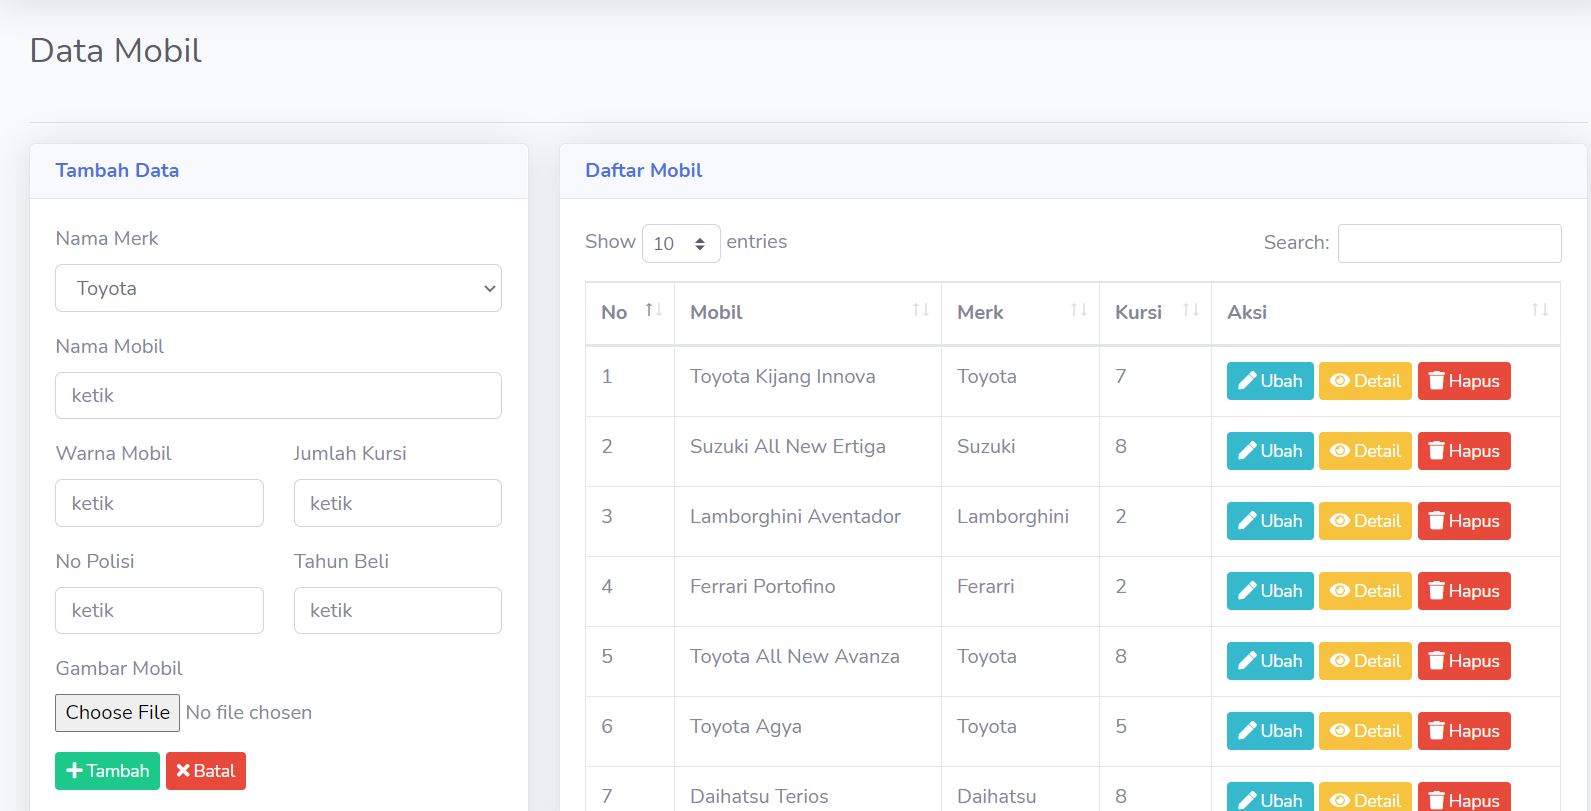 Data Mobil
Tambah Data
Nama Merk
Toyota
Nama Mobil
ketik
Warna Mobil Jumlah Kursi
ketik ketik
No Polisi Tahun Beli
ketik ketik
Gambar Mobil
Choose File No file chosen
Tambah Batal
Daftar Mobil
Show 10 entries Search:
No Mobil Merk Kursi Aksi
1 Toyota Kijang Innova Toyota 7 Ubah Detail Hapus
2 Suzuki All New Ertiga Suzuki 8 Ubah Detail Hapus
3 Lamborghini Aventador Lamborghini 2 Ubah Detail Hapus
4 Ferrari Portofino Ferarri 2 Ubah Detail Hapus
5 Toyota All New Avanza Toyota 8 Ubah Detail Hapus
6 Toyota Agya Toyota 5 Ubah Detail Hapus
7 Daihatsu Terios Daihatsu 8 Ubah Detail Hapus